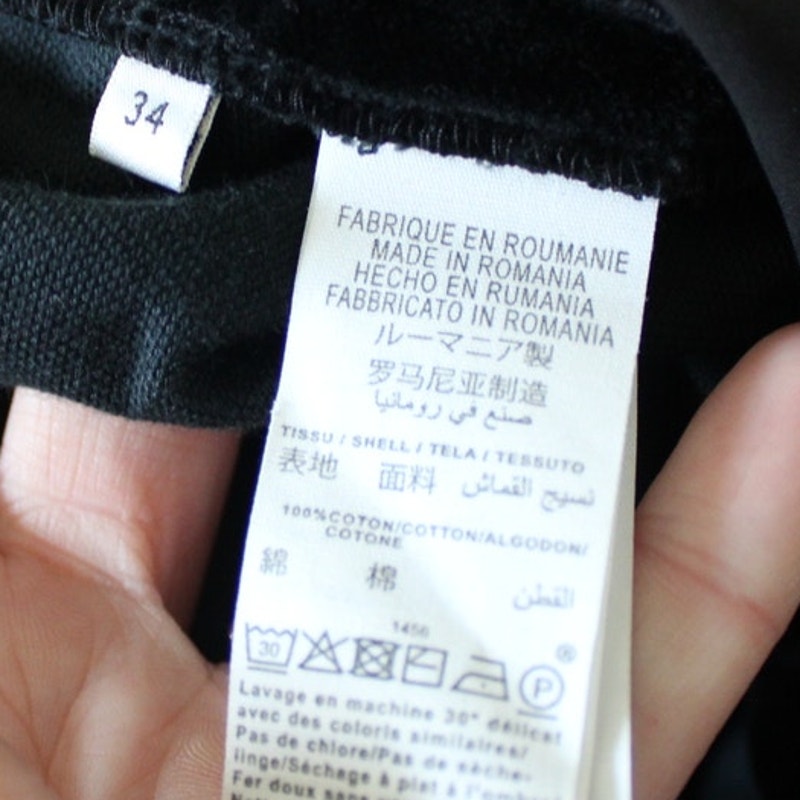 34
FABRIQUE EN ROUMANIE
MADE IN ROMANIA
HECHO EN RUMANIA
FABBRICATO IN ROMANIA
ルーマニア製
罗马尼亚制造
صنع في رومانيا
TISSU / SHELL / TELA / TESSUTO
表地 面料 نسيج القماش
100%COTON/COTTON/ALGODON/
COTONE
綿 棉 القطن
1456
30 P ®
Lavage en machine 30° délicat
avec des coloris similaires/
Pas de chlore/Pas de sèche-
linge/Séchage à plat à l'ombre/
Fer doux sans